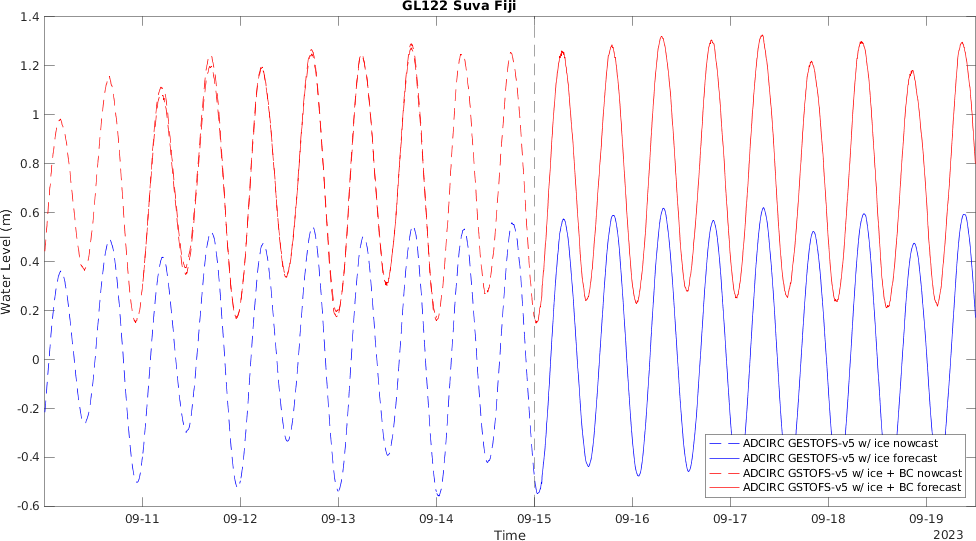 GL122 Suva Fiji
Water Level (m)
1.4
1.2
1
0.8
0.6
0.4
0.2
0
-0.2
-0.4
-0.6
ADCIRC GESTOFS-v5 w/ ice nowcast
ADCIRC GESTOFS-v5 w/ ice forecast
ADCIRC GSTOFS-v5 w/ ice + BC nowcast
ADCIRC GSTOFS-v5 w/ ice + BC forecast
09-11 09-12 09-13 09-14 09-15 09-16 09-17 09-18 09-19
Time
2023